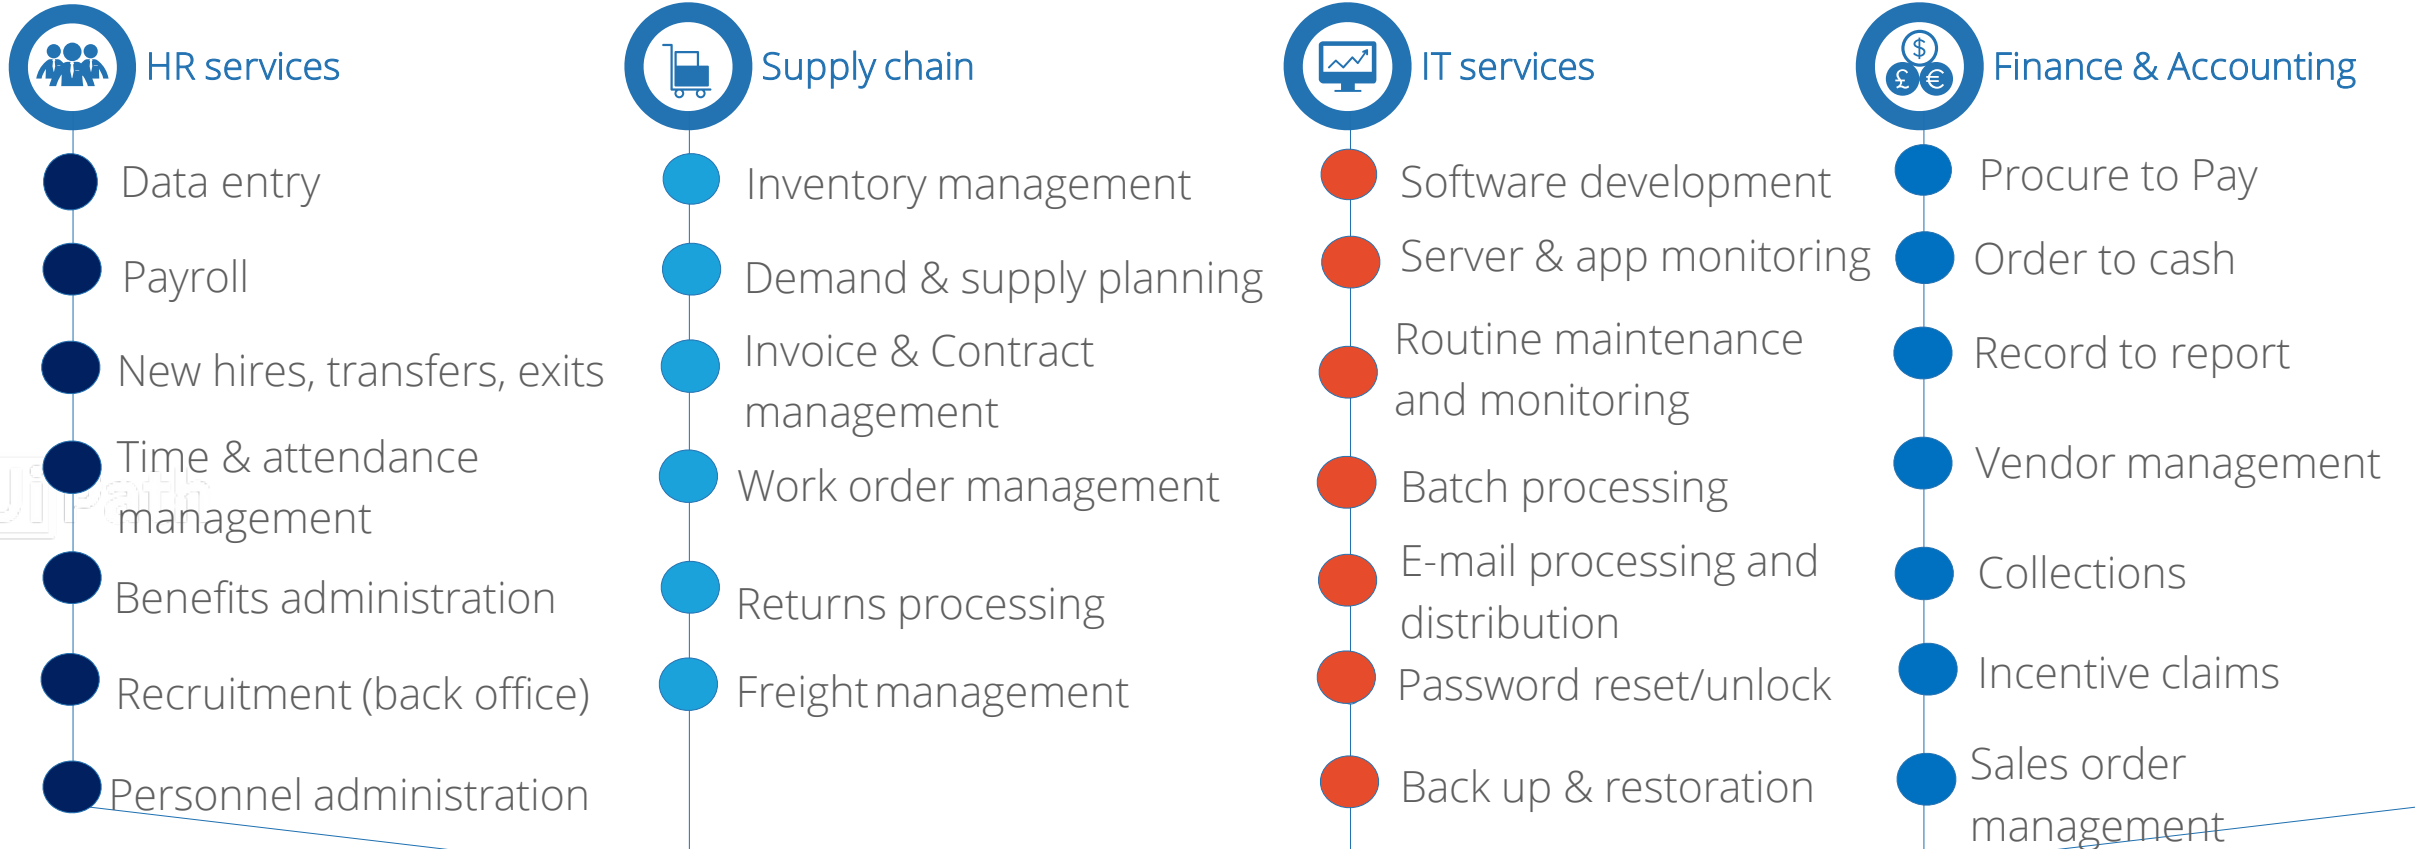 HR services
Data entry
Payroll
New hires, transfers, exits
Time & attendance
management
Benefits administration
Recruitment (back office)
Personnel administration
Supply chain
Inventory management
Demand & supply planning
Invoice & Contract
management
Work order management
Returns processing
Freight management
IT services
Software development
Server & app monitoring
Routine maintenance
and monitoring
Batch processing
E-mail processing and
distribution
Password reset/unlock
Back up & restoration
Finance & Accounting
$
£ €
Procure to Pay
Order to cash
Record to report
Vendor management
Collections
Incentive claims
Sales order
management
UiPath